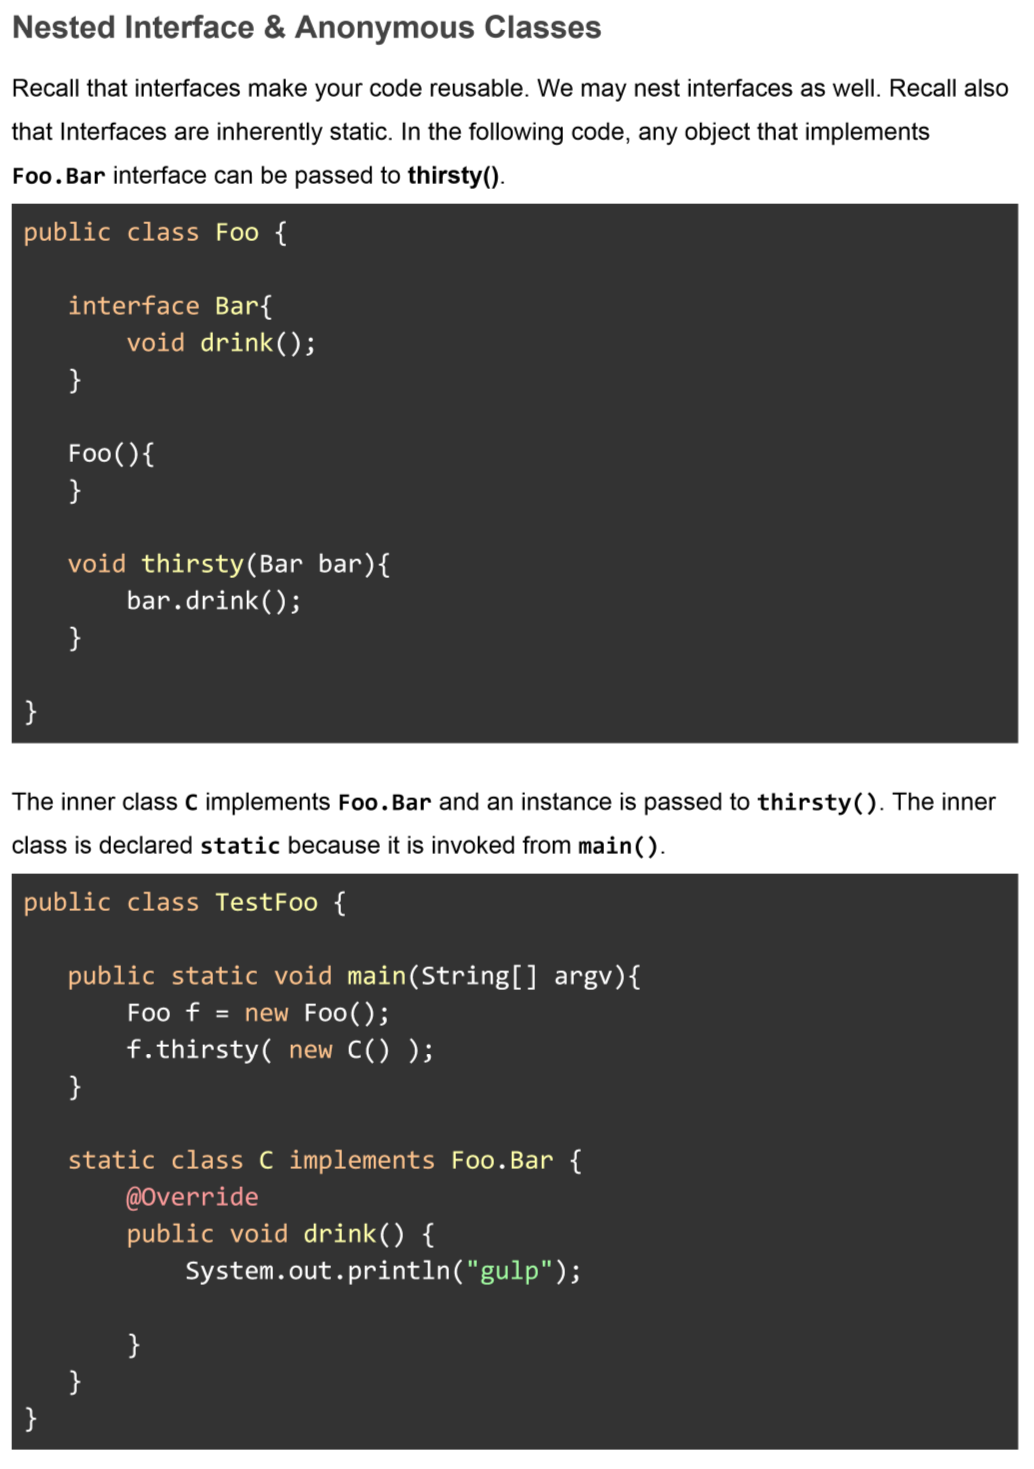 Nested Interface & Anonymous Classes
Recall that interfaces make your code reusable. We may nest interfaces as well. Recall also
that Interfaces are inherently static. In the following code, any object that implements
Foo.Bar interface can be passed to thirsty().
public class Foo {
interface Bar{
void drink();
}
Foo(){
}
void thirsty(Bar bar){
bar.drink();
}
}
The inner class C implements Foo.Bar and an instance is passed to thirsty(). The inner
class is declared static because it is invoked from main().
public class TestFoo {
public static void main(String[] argv){
Foo f = new Foo();
f.thirsty( new C() );
}
static class C implements Foo.Bar {
@Override
public void drink() {
System.out.println("gulp");
}
}
}